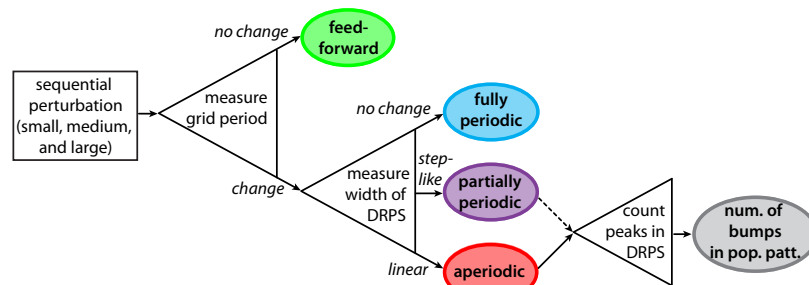 sequential
perturbation
(small, medium,
and large)
measure
grid period
no change
feed-
forward
change
measure
width of
DRPS
no change
fully
periodic
step-
like
partially
periodic
linear
aperiodic
count
peaks in
DRPS
num. of
bumps
in pop. patt.